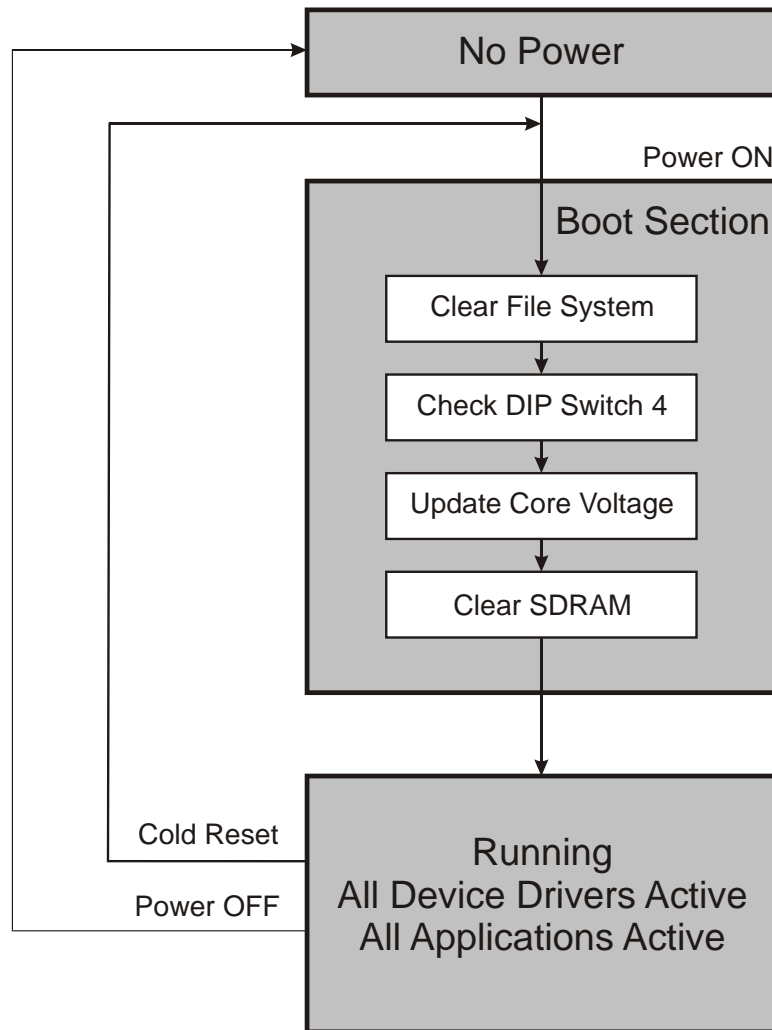 No Power
Power ON
Boot Section
Clear File System
Check DIP Switch 4
Update Core Voltage
Clear SDRAM
Cold Reset
Power OFF
Running
All Device Drivers Active
All Applications Active